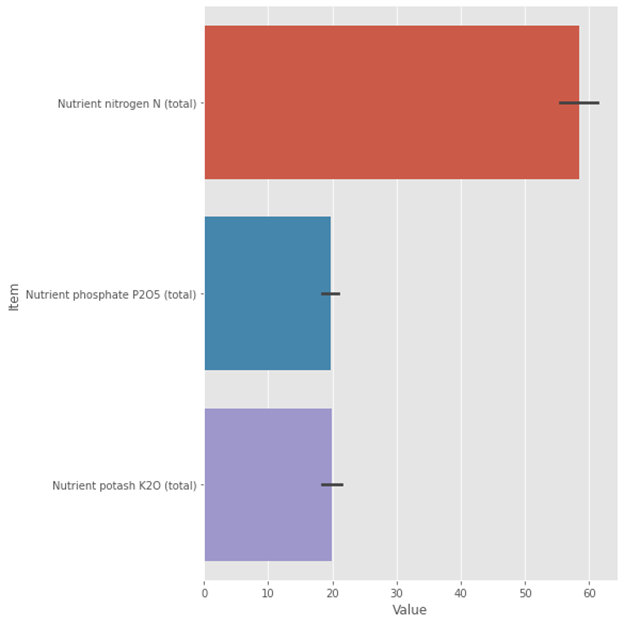 Nutrient nitrogen N (total)
Nutrient phosphate P2O5 (total)
Nutrient potash K2O (total)
Item
0 10 20 30 40 50 60
Value